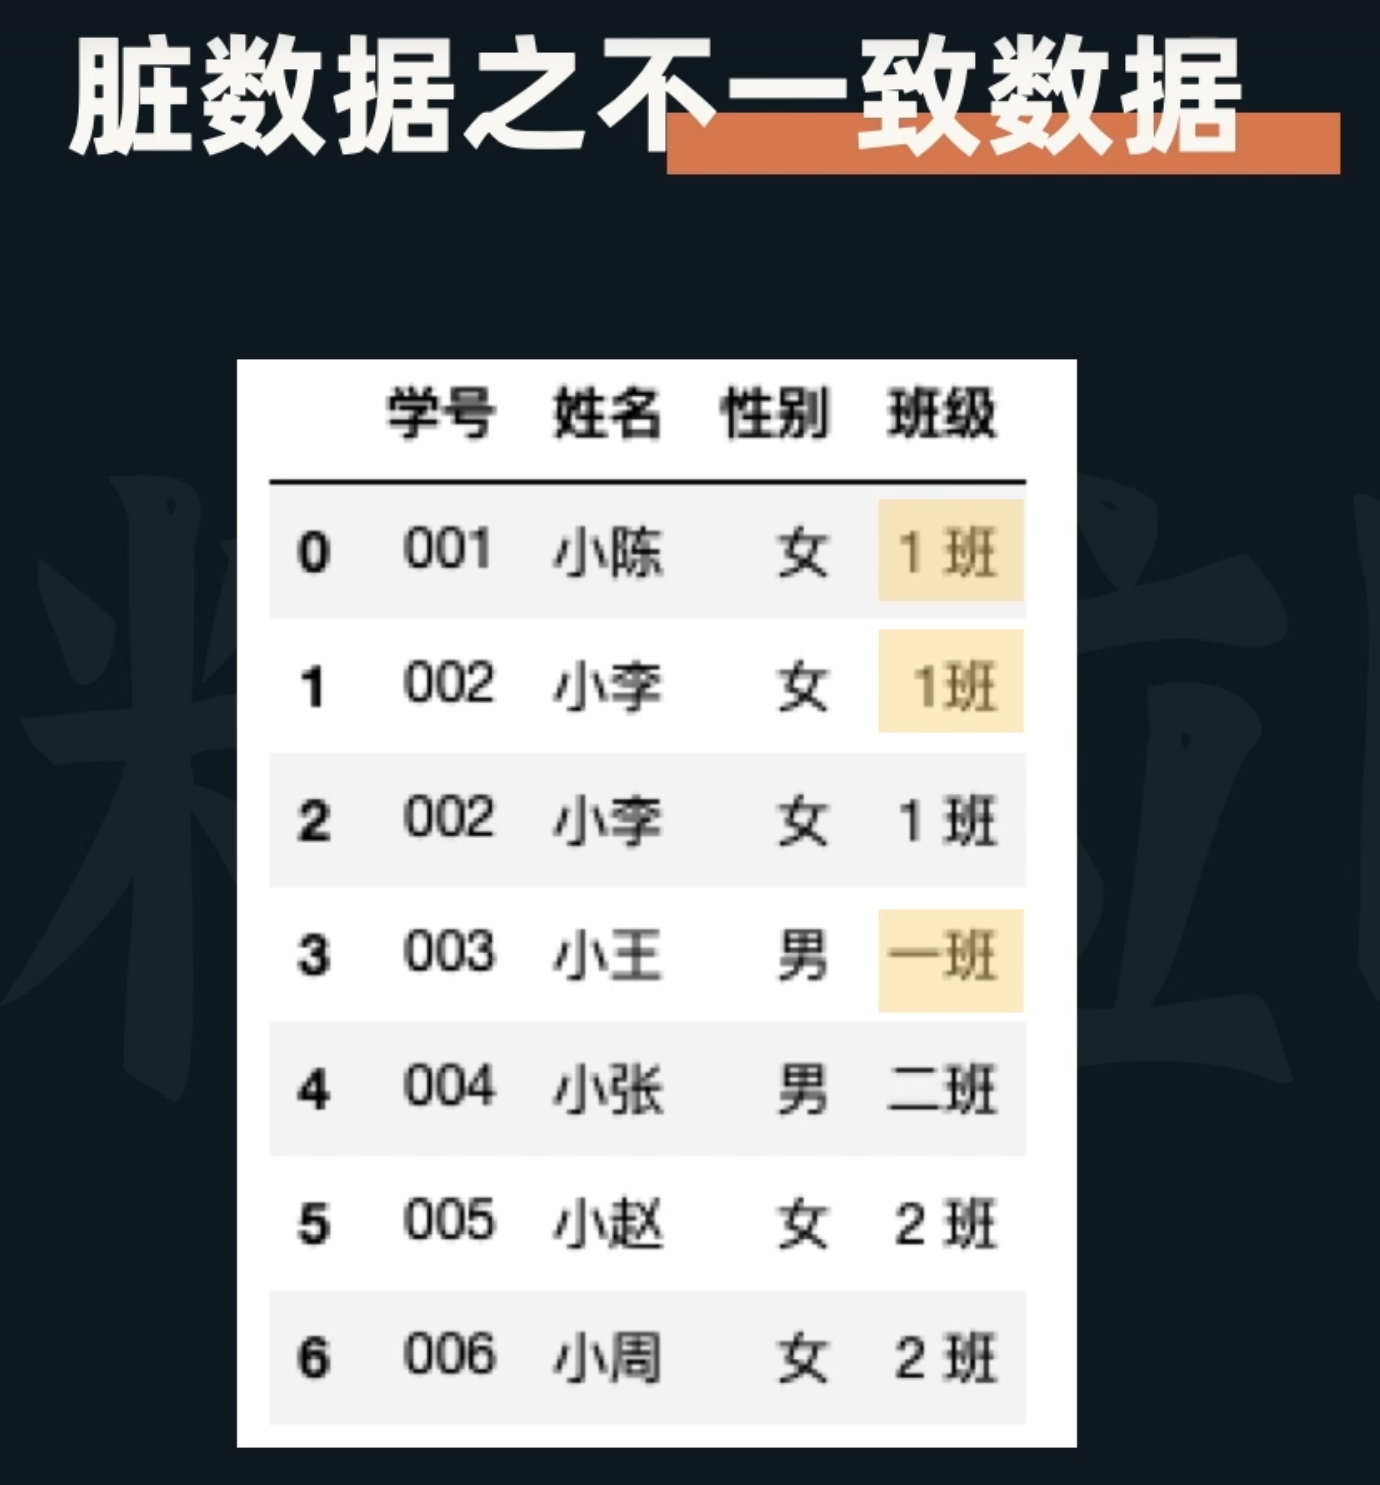 脏数据之不一致数据
学号 姓名 性别 班级
0 001 小陈 女 1 班
1 002 小李 女 1班
2 002 小李 女 1 班
3 003 小王 男 一班
4 004 小张 男 二班
5 005 小赵 女 2 班
6 006 小周 女 2 班